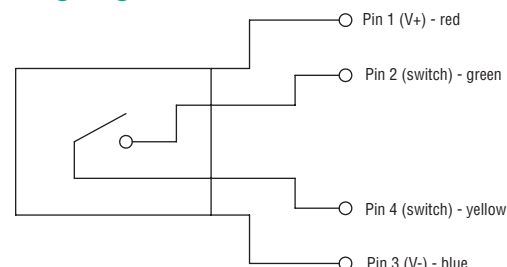 Pin 1 (V+) - red
Pin 2 (switch) - green
Pin 4 (switch) - yellow
Pin 3 (V-) - blue